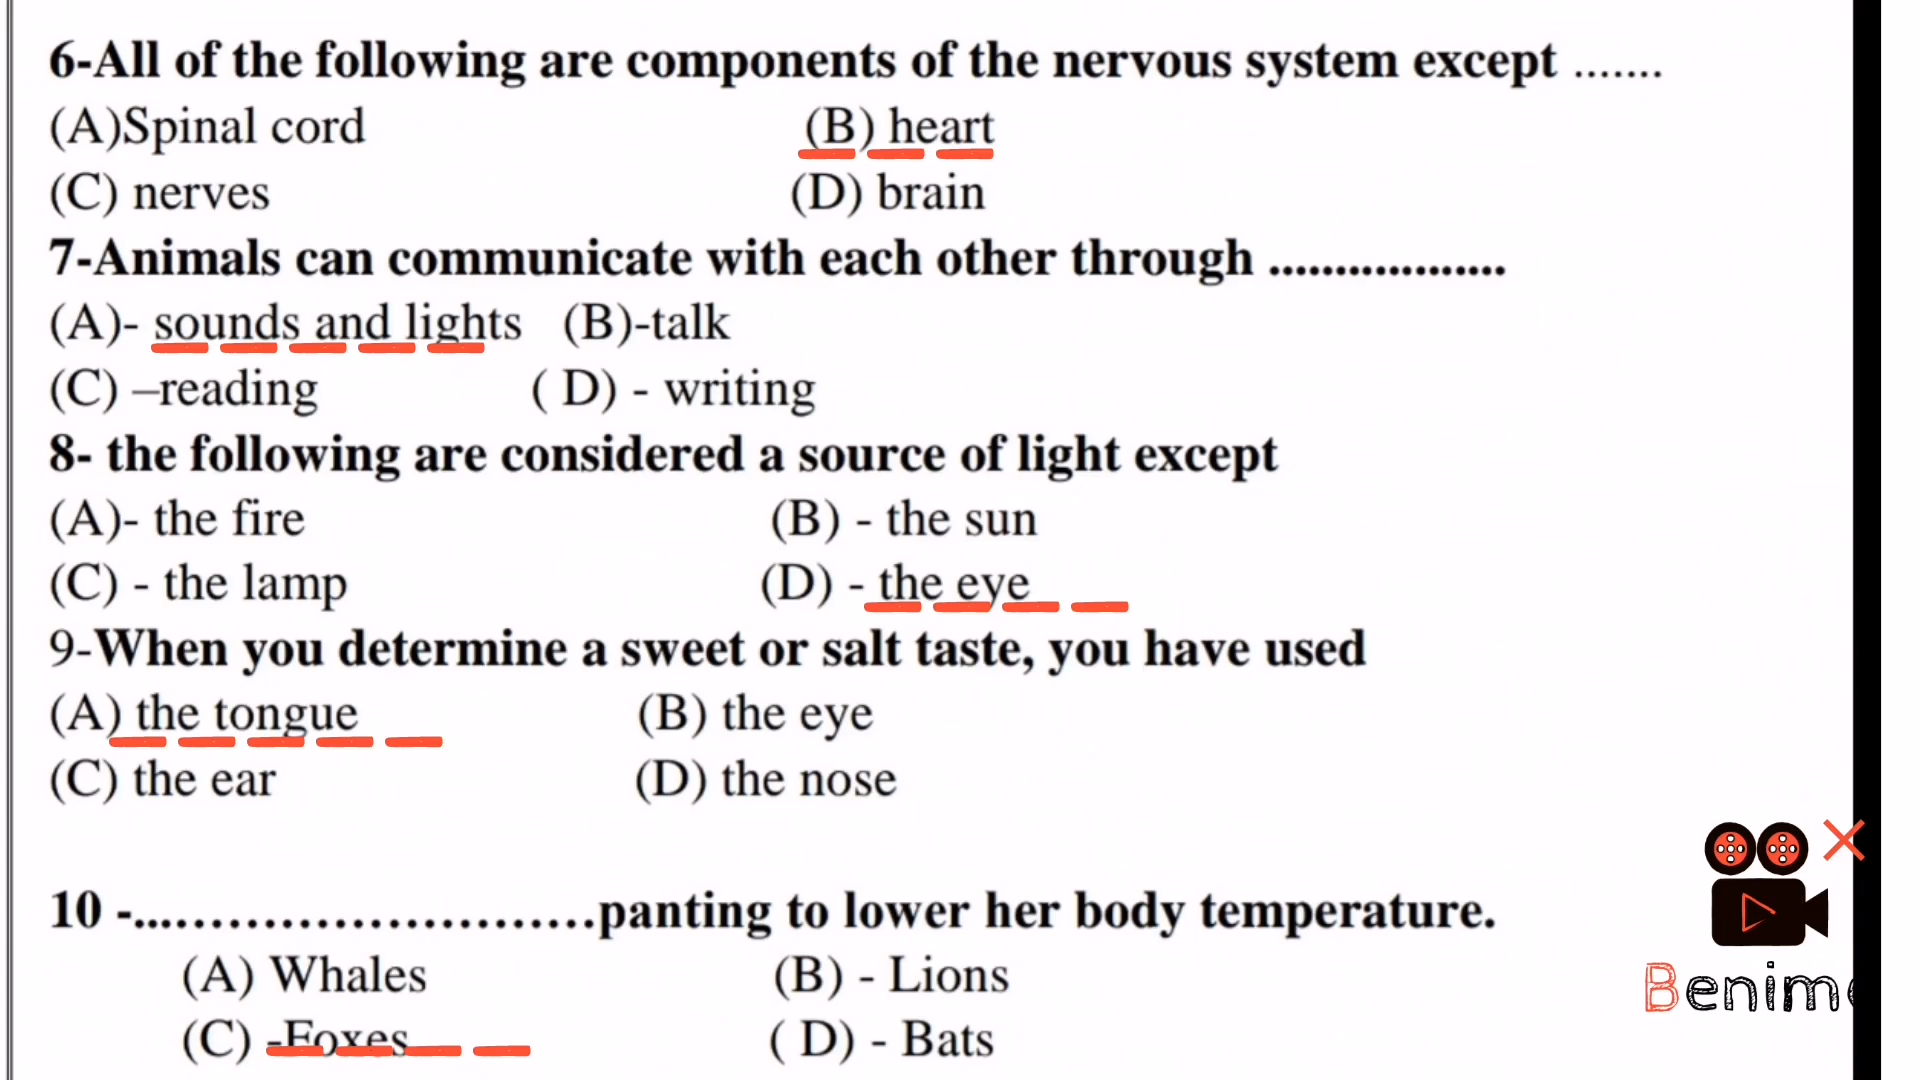 6-All of the following are components of the nervous system except .......
(A)Spinal cord (B) heart
(C) nerves (D) brain
7-Animals can communicate with each other through ..................
(A)- sounds and lights (B)-talk
(C) –reading ( D) - writing
8- the following are considered a source of light except
(A)- the fire (B) - the sun
(C) - the lamp (D) - the eye
9-When you determine a sweet or salt taste, you have used
(A) the tongue (B) the eye
(C) the ear (D) the nose
10 -...……………………panting to lower her body temperature.
(A) Whales (B) - Lions
(C) -Foxes ( D) - Bats
Benim